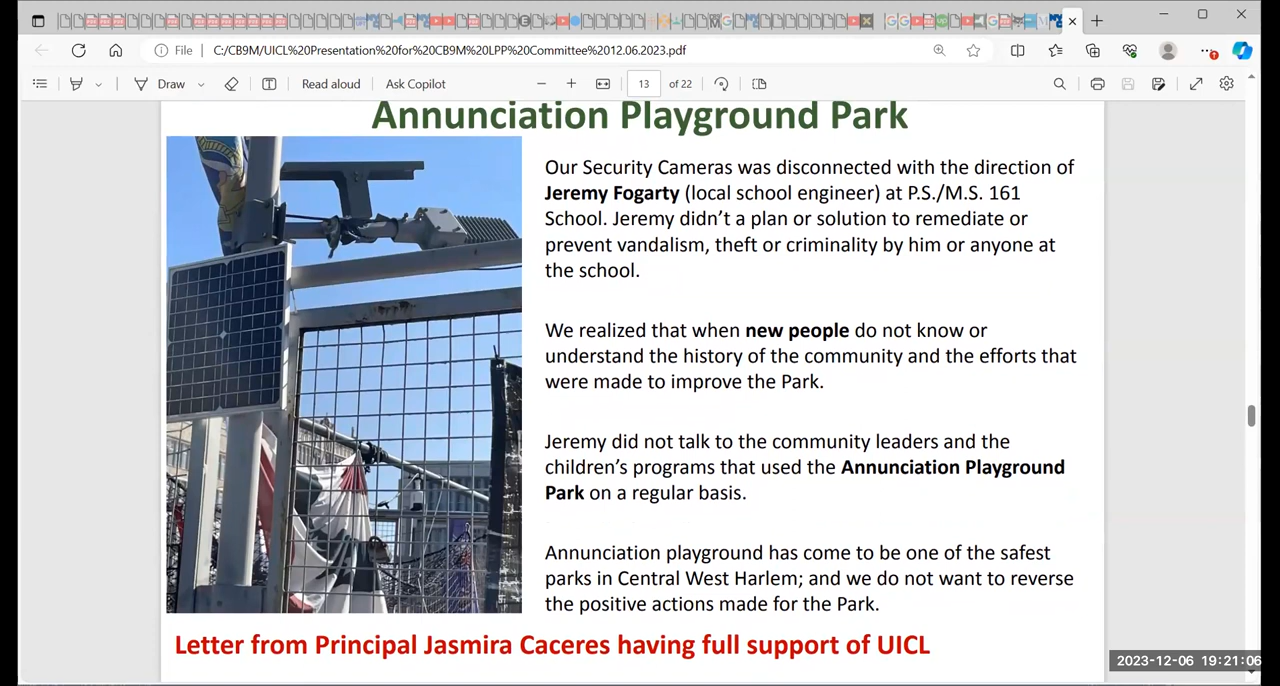 File
C:/CB9M/UICL%20Presentation%20for%20CB9M%20LPP%20Committee%2012.06.2023.pdf
Draw
Read aloud
Ask Copilot
13
of 22
Annunciation Playground Park
Our Security Cameras was disconnected with the direction of
Jeremy Fogarty (local school engineer) at P.S./M.S. 161
School. Jeremy didn't a plan or solution to remediate or
prevent vandalism, theft or criminality by him or anyone at
the school.
We realized that when new people do not know or
understand the history of the community and the efforts that
were made to improve the Park.
Jeremy did not talk to the community leaders and the
children's programs that used the Annunciation Playground
Park on a regular basis.
Annunciation playground has come to be one of the safest
parks in Central West Harlem; and we do not want to reverse
the positive actions made for the Park.
Letter from Principal Jasmira Caceres having full support of UICL
2023-12-06 19:21:06